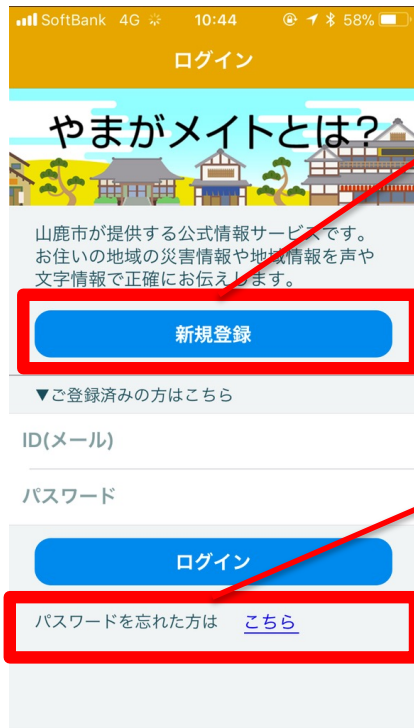 SoftBank 4G 10:44 58%
ログイン
やまがメイトとは?
山鹿市が提供する公式情報サービスです。
お住いの地域の災害情報や地域情報を声や
文字情報で正確にお伝えします。
新規登録
▼ご登録済みの方はこちら
ID(メール)
パスワード
ログイン
パスワードを忘れた方は こちら